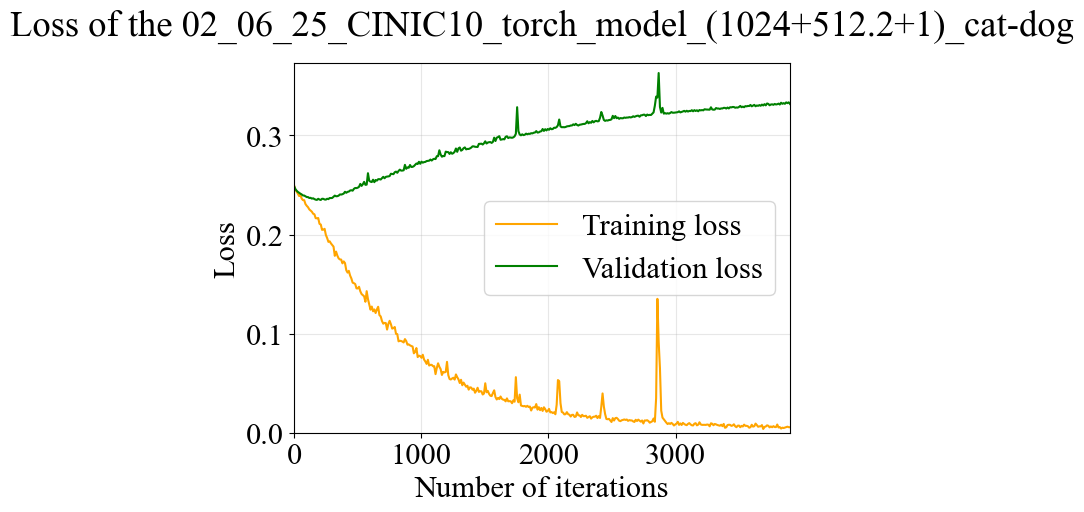 Loss of the 02_06_25_CINIC10_torch_model_(1024+512.2+1)_cat-dog
0.3
0.2
0.1
0.0
Loss
Training loss
Validation loss
0 1000 2000 3000
Number of iterations